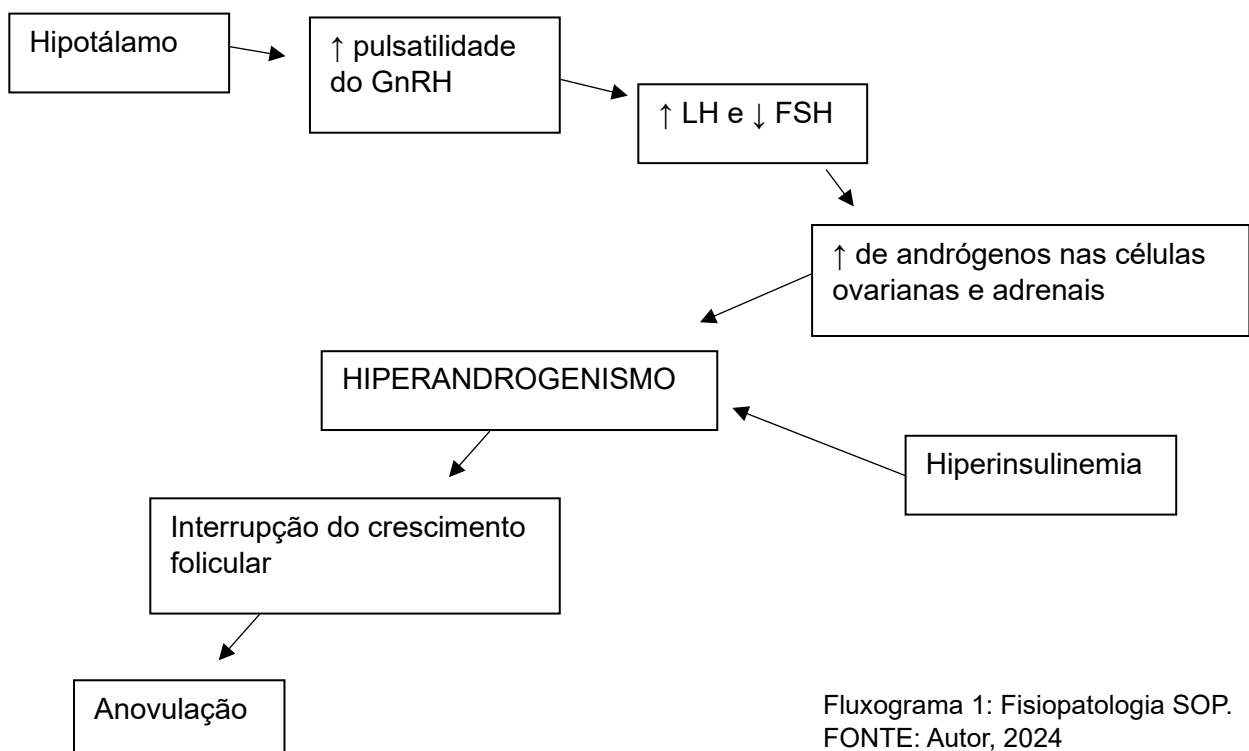 Hipotálamo
↑ pulsatilidade
do GnRH
↑ LH e ↓ FSH
↑ de andrógenos nas células
ovarianas e adrenais
HIPERANDROGENISMO
Hiperinsulinemia
Interrupção do crescimento
folicular
Anovulação
Fluxograma 1: Fisiopatologia SOP.
FONTE: Autor, 2024